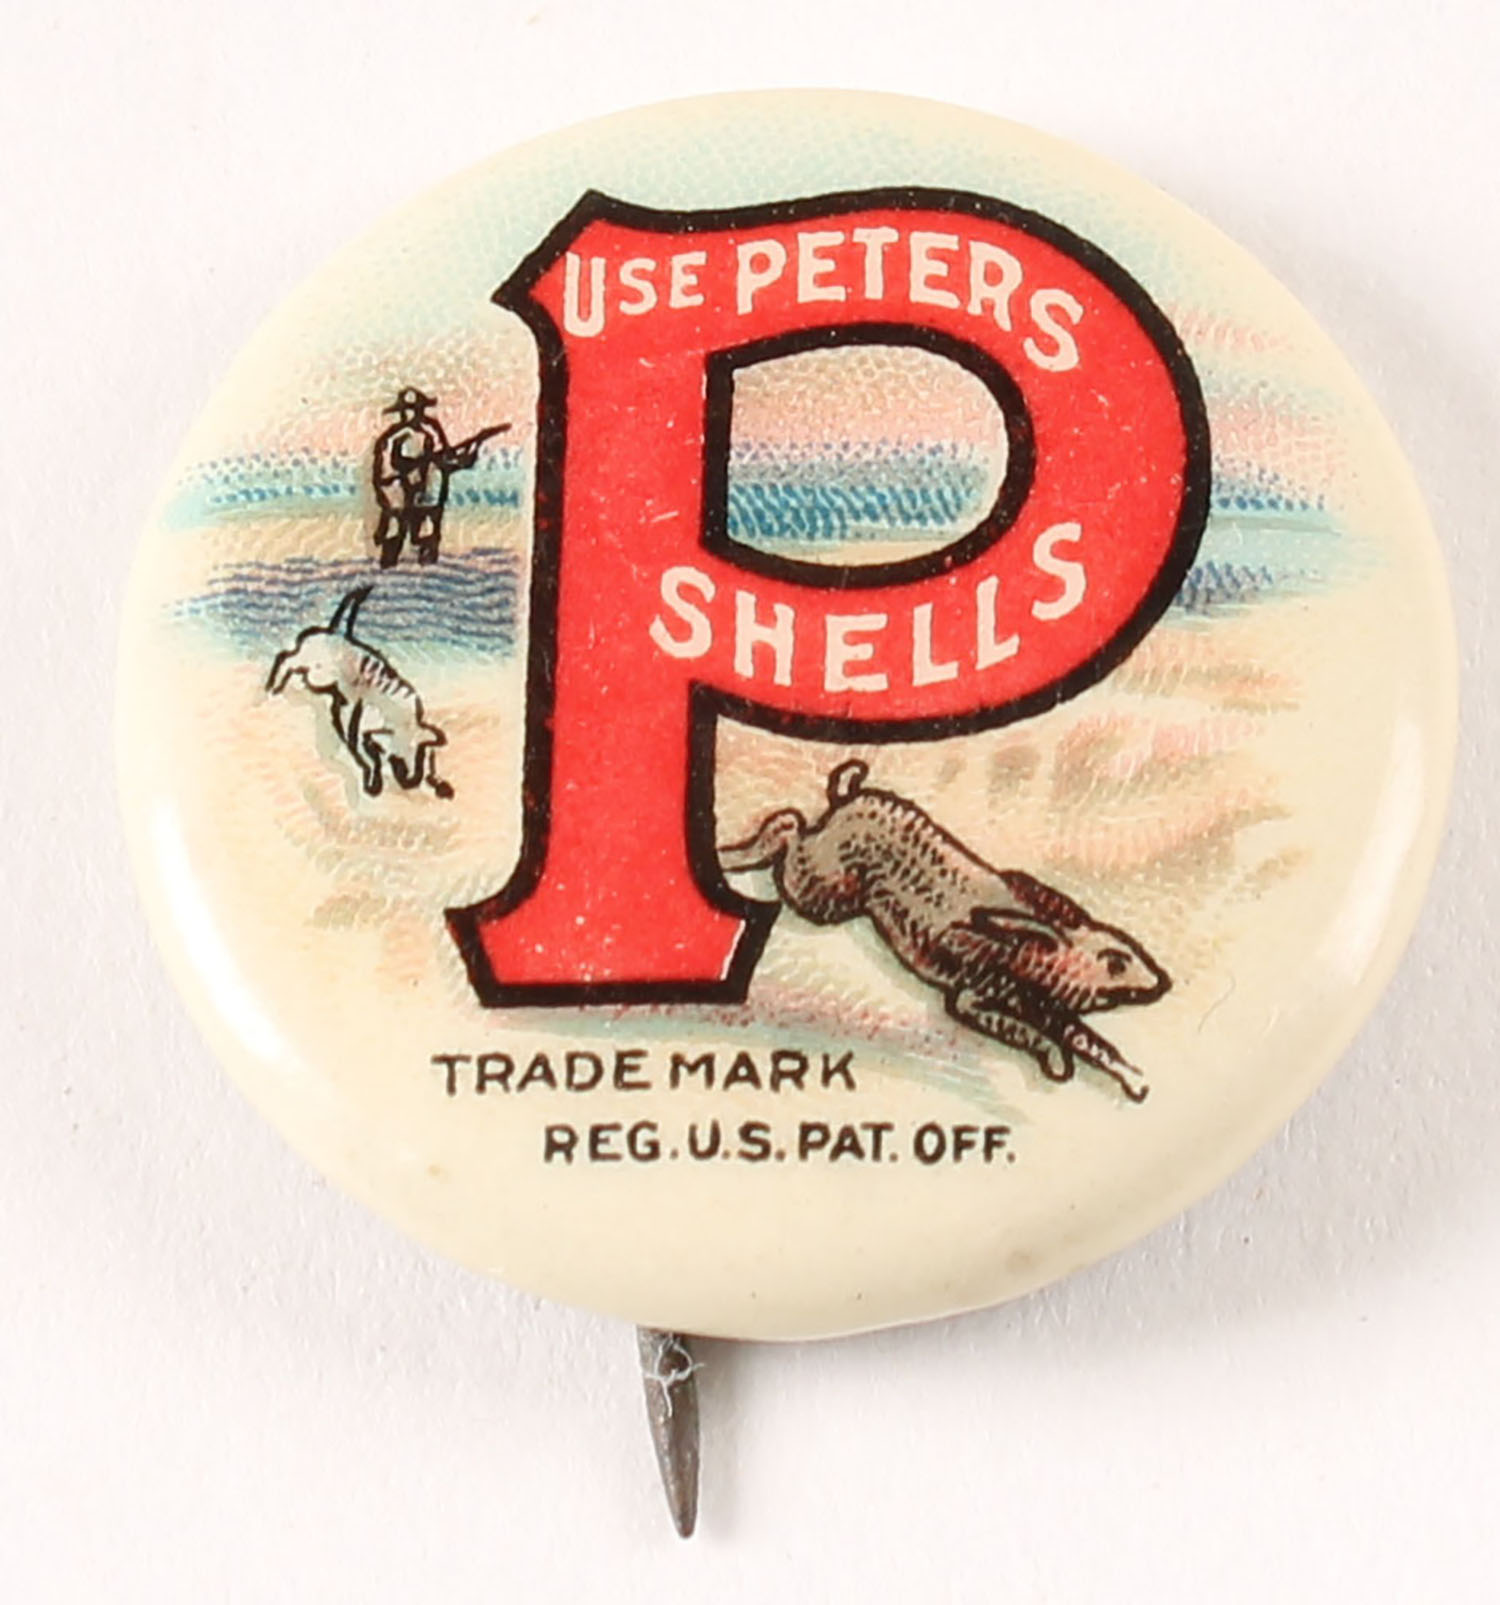 USE PETERS
SHELLS
TRADE MARK
REG. U.S. PAT. OFF.